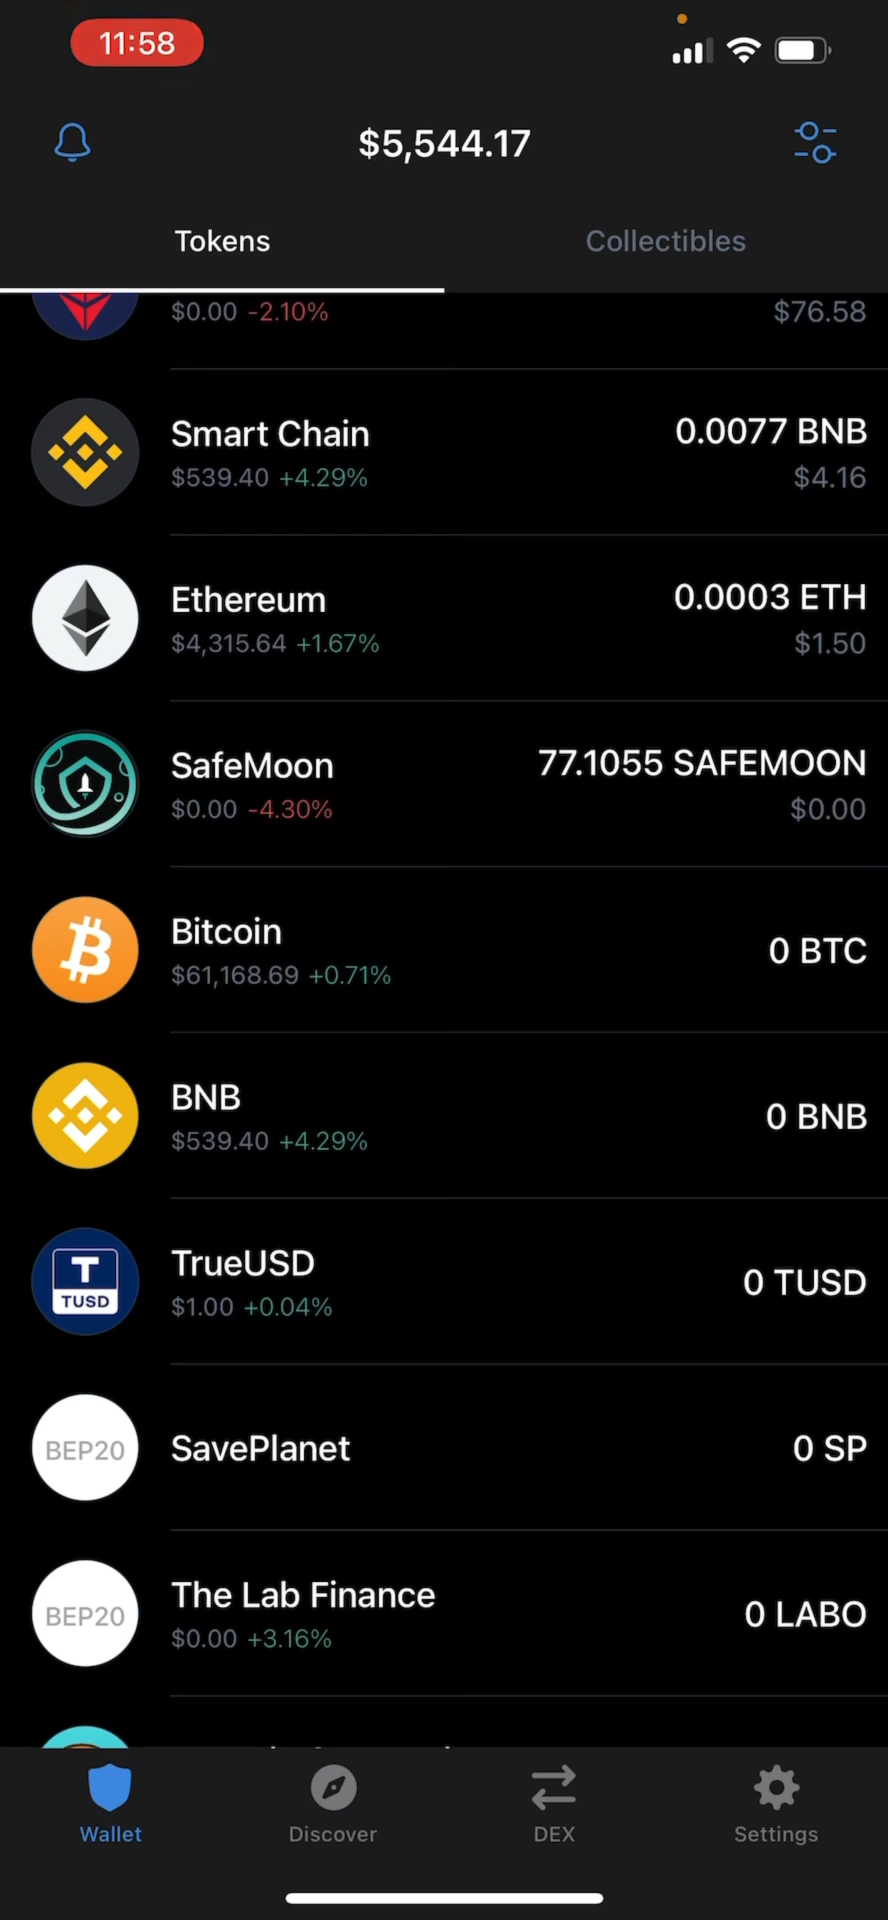 11:58
$5,544.17
Tokens Collectibles
$0.00 -2.10% $76.58
Smart Chain 0.0077 BNB
$539.40 +4.29% $4.16
Ethereum 0.0003 ETH
$4,315.64 +1.67% $1.50
SafeMoon 77.1055 SAFEMOON
$0.00 -4.30% $0.00
Bitcoin 0 BTC
$61,168.69 +0.71%
BNB 0 BNB
$539.40 +4.29%
T
TUSD
TrueUSD 0 TUSD
$1.00 +0.04%
BEP20 SavePlanet 0 SP
BEP20
The Lab Finance 0 LABO
$0.00 +3.16%
Wallet Discover DEX Settings